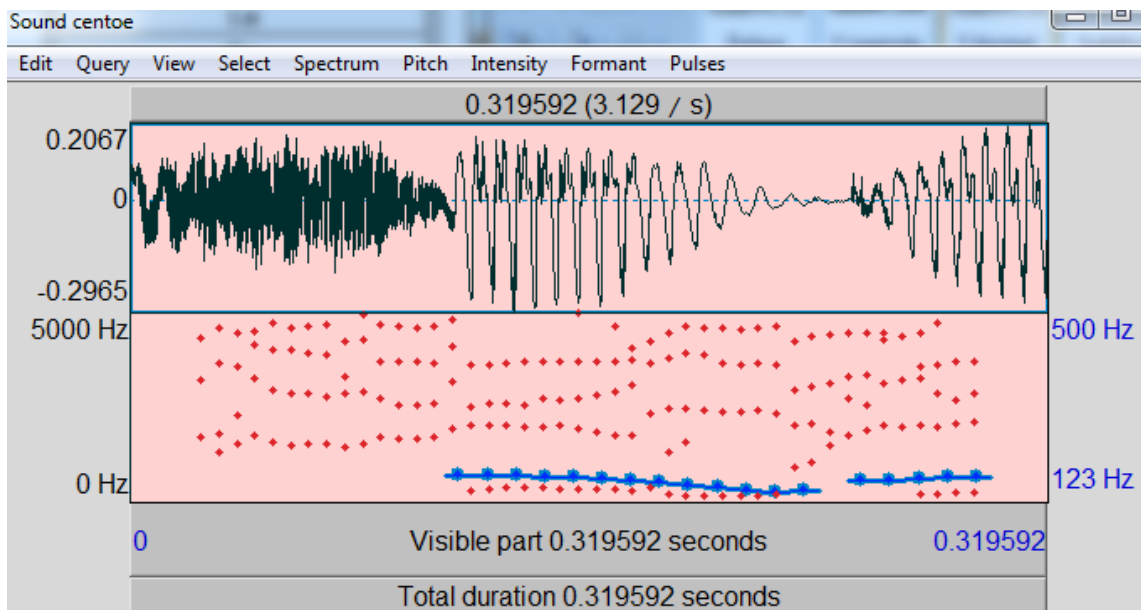 Sound centoe
Edit Query View Select Spectrum Pitch Intensity Formant Pulses
0.319592 (3.129 / s)
0.2067
0
-0.2965
5000 Hz 500 Hz
0 Hz 123 Hz
0 Visible part 0.319592 seconds 0.319592
Total duration 0.319592 seconds